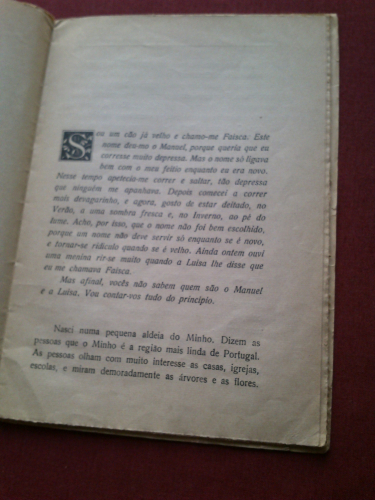 Sou um cão já velho e chamo-me Faísca. Este
nome deu-mo o Manuel, porque queria que eu
corresse muito depressa. Mas o nome só ligava
bem com o meu feitio enquanto eu era novo.
Nesse tempo apetecia-me correr e saltar, tão depressa
que ninguém me apanhava. Depois comecei a correr
mais devagarinho, e agora, gosto de estar deitado, no
Verão, a uma sombra fresca e, no Inverno, ao pé do
lume. Acho, por isso, que o nome não foi bem escolhido,
porque um nome não deve servir só enquanto se é novo,
e tornar-se ridículo quando se é velho. Ainda ontem ouvi
uma menina rir-se muito quando a Luísa lhe disse que
eu me chamava Faísca.
Mas afinal, vocês não sabem quem são o Manuel
e a Luísa. Vou contar-vos tudo do princípio.
Nasci numa pequena aldeia do Minho. Dizem as
pessoas que o Minho é a região mais linda de Portugal.
As pessoas olham com muito interesse as casas, igrejas,
escolas, e miram demoradamente as árvores e as flores.